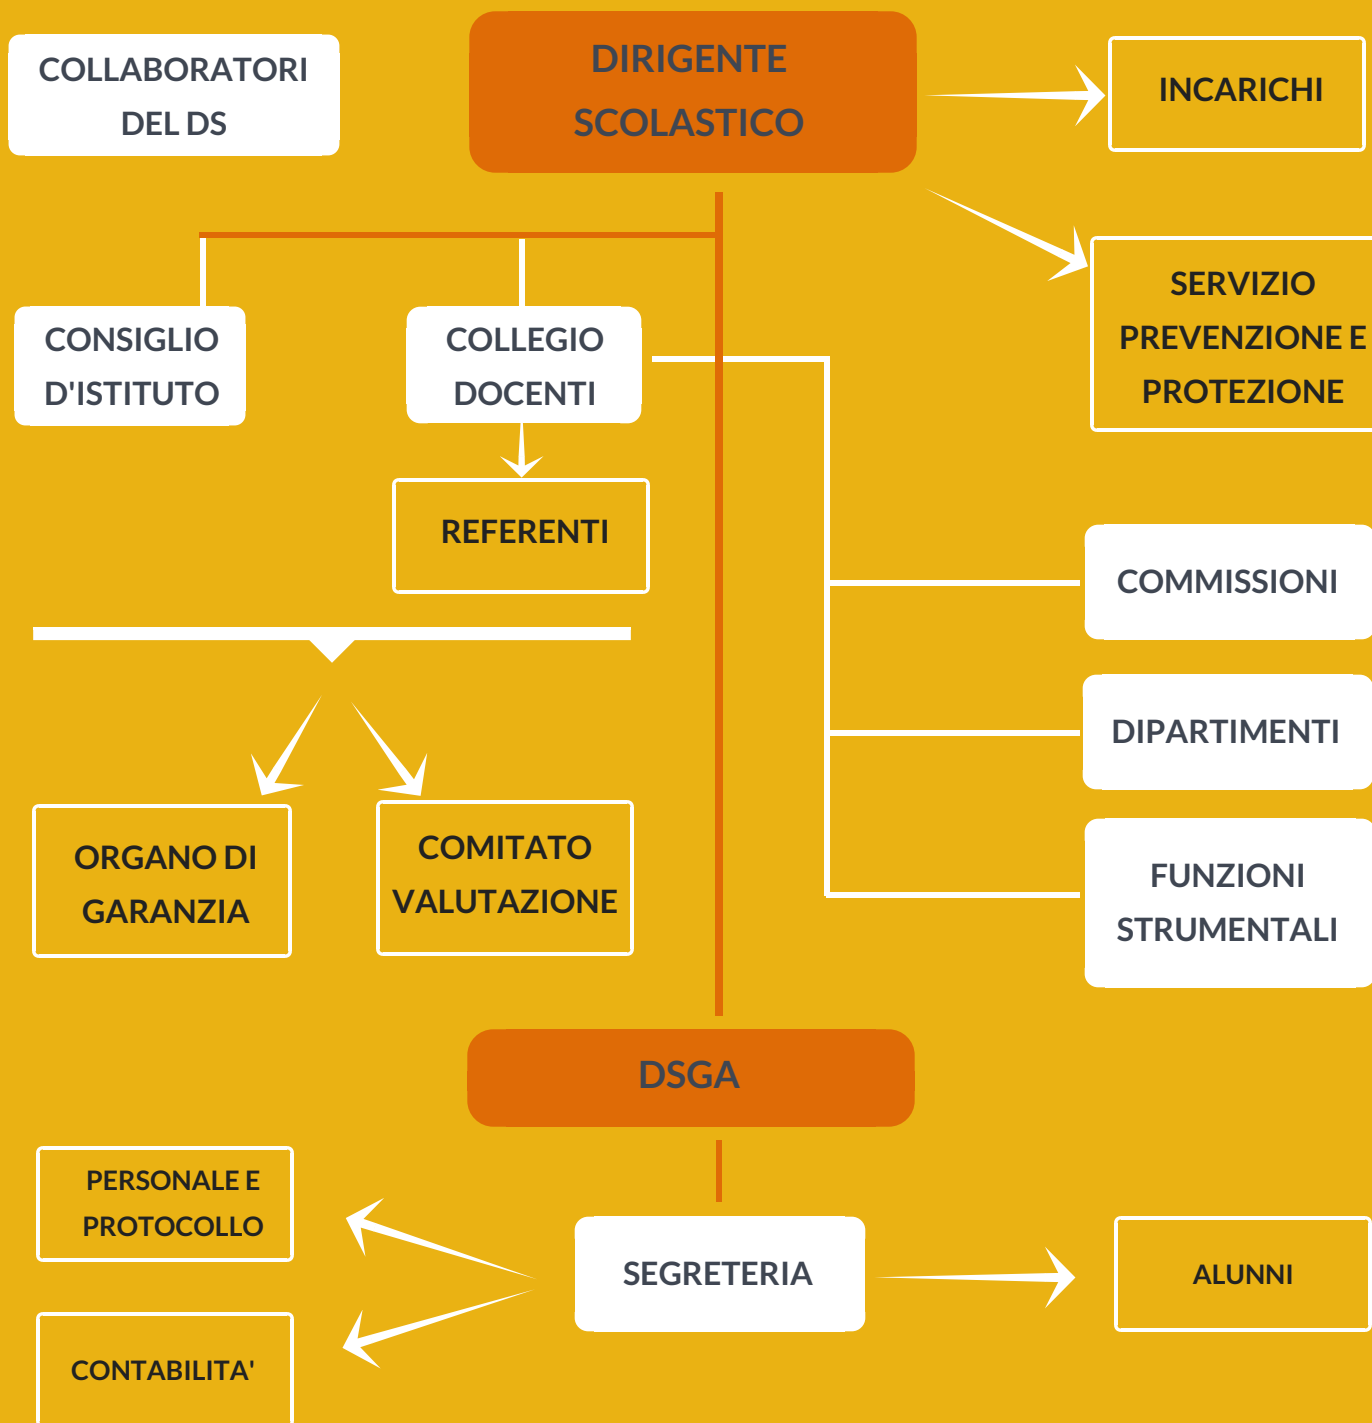 COLLABORATORI
DEL DS
DIRIGENTE
SCOLASTICO
INCARICHI
SERVIZIO
PREVENZIONE E
PROTEZIONE
CONSIGLIO
D'ISTITUTO
COLLEGIO
DOCENTI
REFERENTI
COMMISSIONI
DIPARTIMENTI
FUNZIONI
STRUMENTALI
ORGANO DI
GARANZIA
COMITATO
VALUTAZIONE
DSGA
PERSONALE E
PROTOCOLLO
SEGRETERIA
ALUNNI
CONTABILITA'